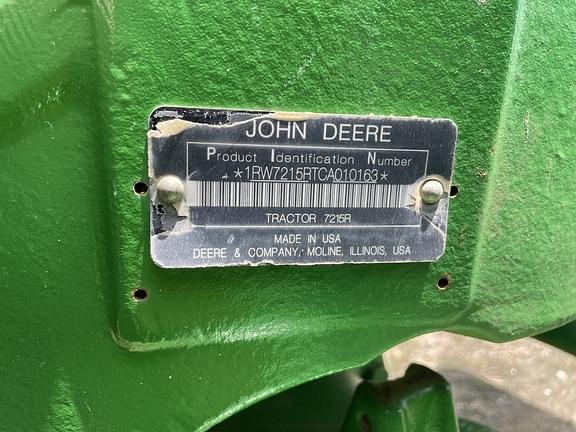 JOHN DEERE
Product Identification Number
*1RW7215RTCA010163*
TRACTOR 7215R
MADE IN USA
DEERE & COMPANY, MOLINE, ILLINOIS, USA